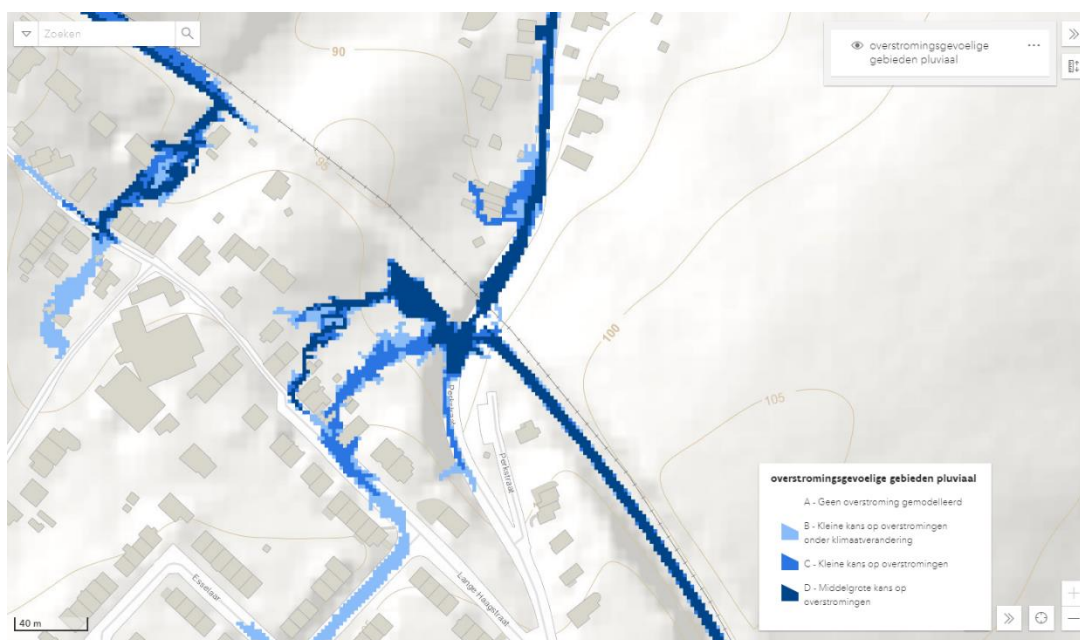 Zoeken
90
overstromingsgevoelige
gebieden pluviaal
95
100
105
Perkstraat
Esselaar
Lange Haagstraat
overstromingsgevoelige gebieden pluviaal
A - Geen overstroming gemodelleerd
B - Kleine kans op overstromingen
onder klimaatverandering
C - Kleine kans op overstromingen
D - Middelgrote kans op
overstromingen
40 m